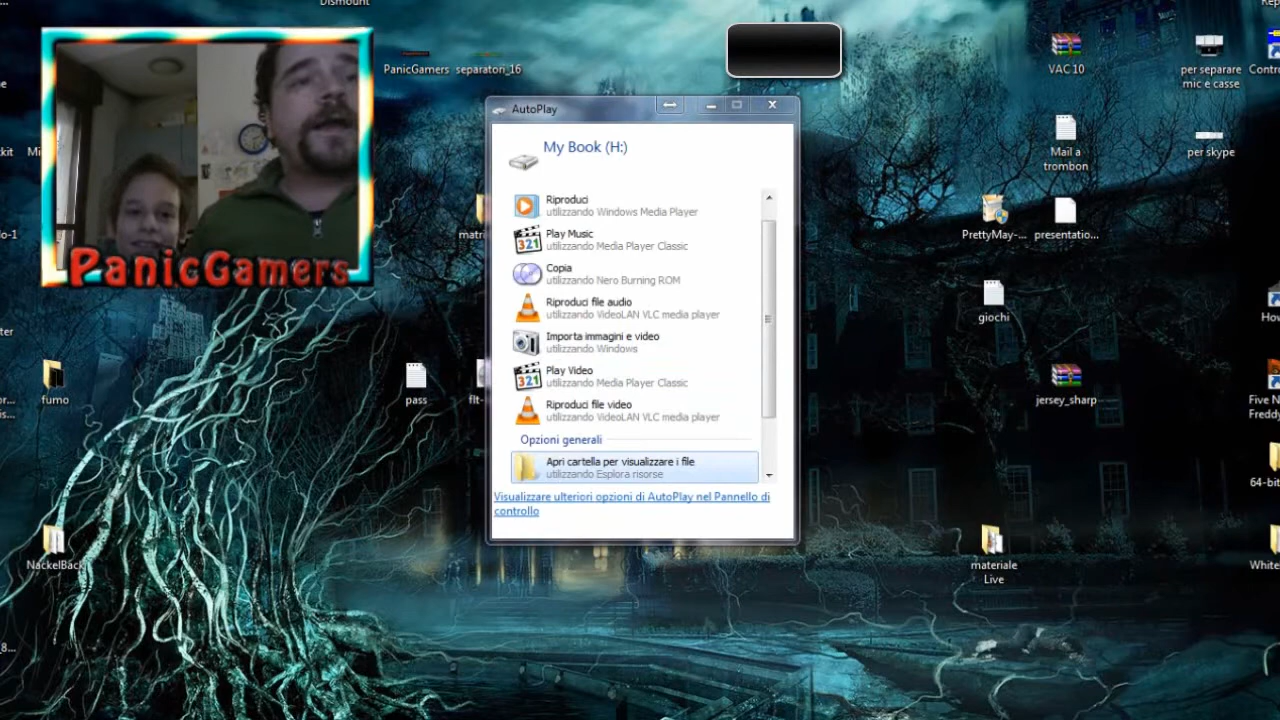 Dismount
PanicGamers
separatori_16
VAC 10
per separare
mic e casse
Mail a
trombon
per skype
PrettyMay-...
presentatio...
giochi
fumo
pass
jersey_sharp
NackelBack
materiale
Live
64-bit
PanicGamers
AutoPlay
My Book (H:)
Riproduci
utilizzando Windows Media Player
Play Music
utilizzando Media Player Classic
Copia
utilizzando Nero Burning ROM
Riproduci file audio
utilizzando VideoLAN VLC media player
Importa immagini e video
utilizzando Windows
Play Video
utilizzando Media Player Classic
Riproduci file video
utilizzando VideoLAN VLC media player
Opzioni generali
Apri cartella per visualizzare i file
utilizzando Esplora risorse
Visualizzare ulteriori opzioni di AutoPlay nel Pannello di
controllo